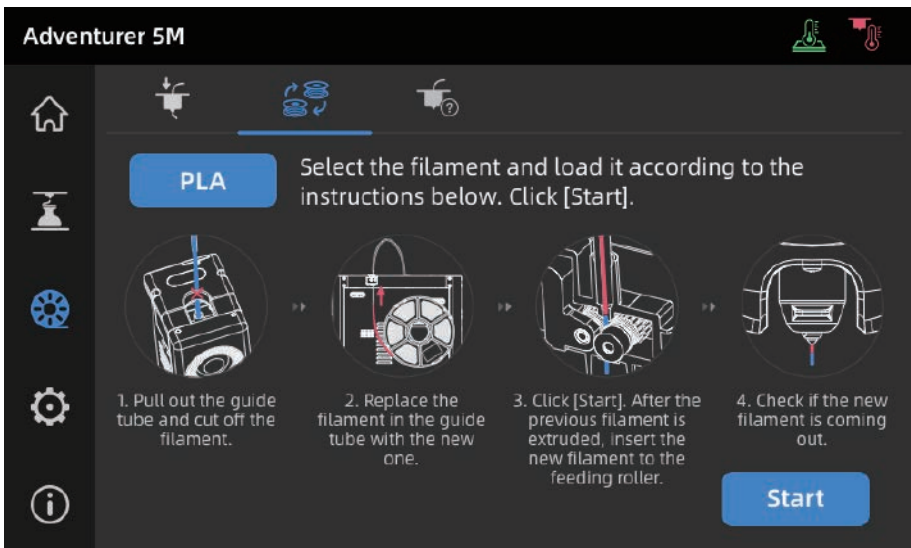 Adventurer 5M
PLA
Select the filament and load it according to the
instructions below. Click [Start].
1. Pull out the guide
tube and cut off the
filament.
2. Replace the
filament in the guide
tube with the new
one.
3. Click [Start]. After the
previous filament is
extruded, insert the
new filament to the
feeding roller.
4. Check if the new
filament is coming
out.
Start